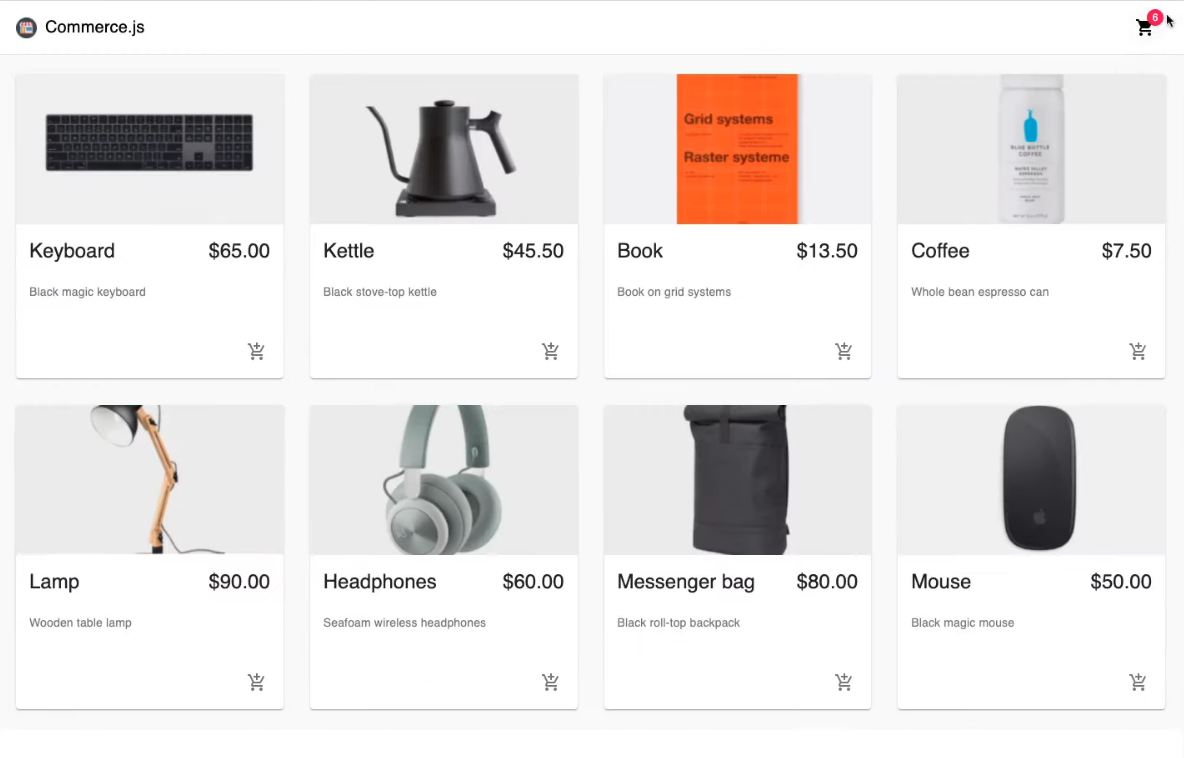 Commerce.js
6
Grid systems
Raster systeme
BLUE BOTTLE
COFFEE
Keyboard $65.00
Black magic keyboard
Kettle $45.50
Black stove-top kettle
Book $13.50
Book on grid systems
Coffee $7.50
Whole bean espresso can
Lamp $90.00
Wooden table lamp
Headphones $60.00
Seafoam wireless headphones
Messenger bag $80.00
Black roll-top backpack
Mouse $50.00
Black magic mouse